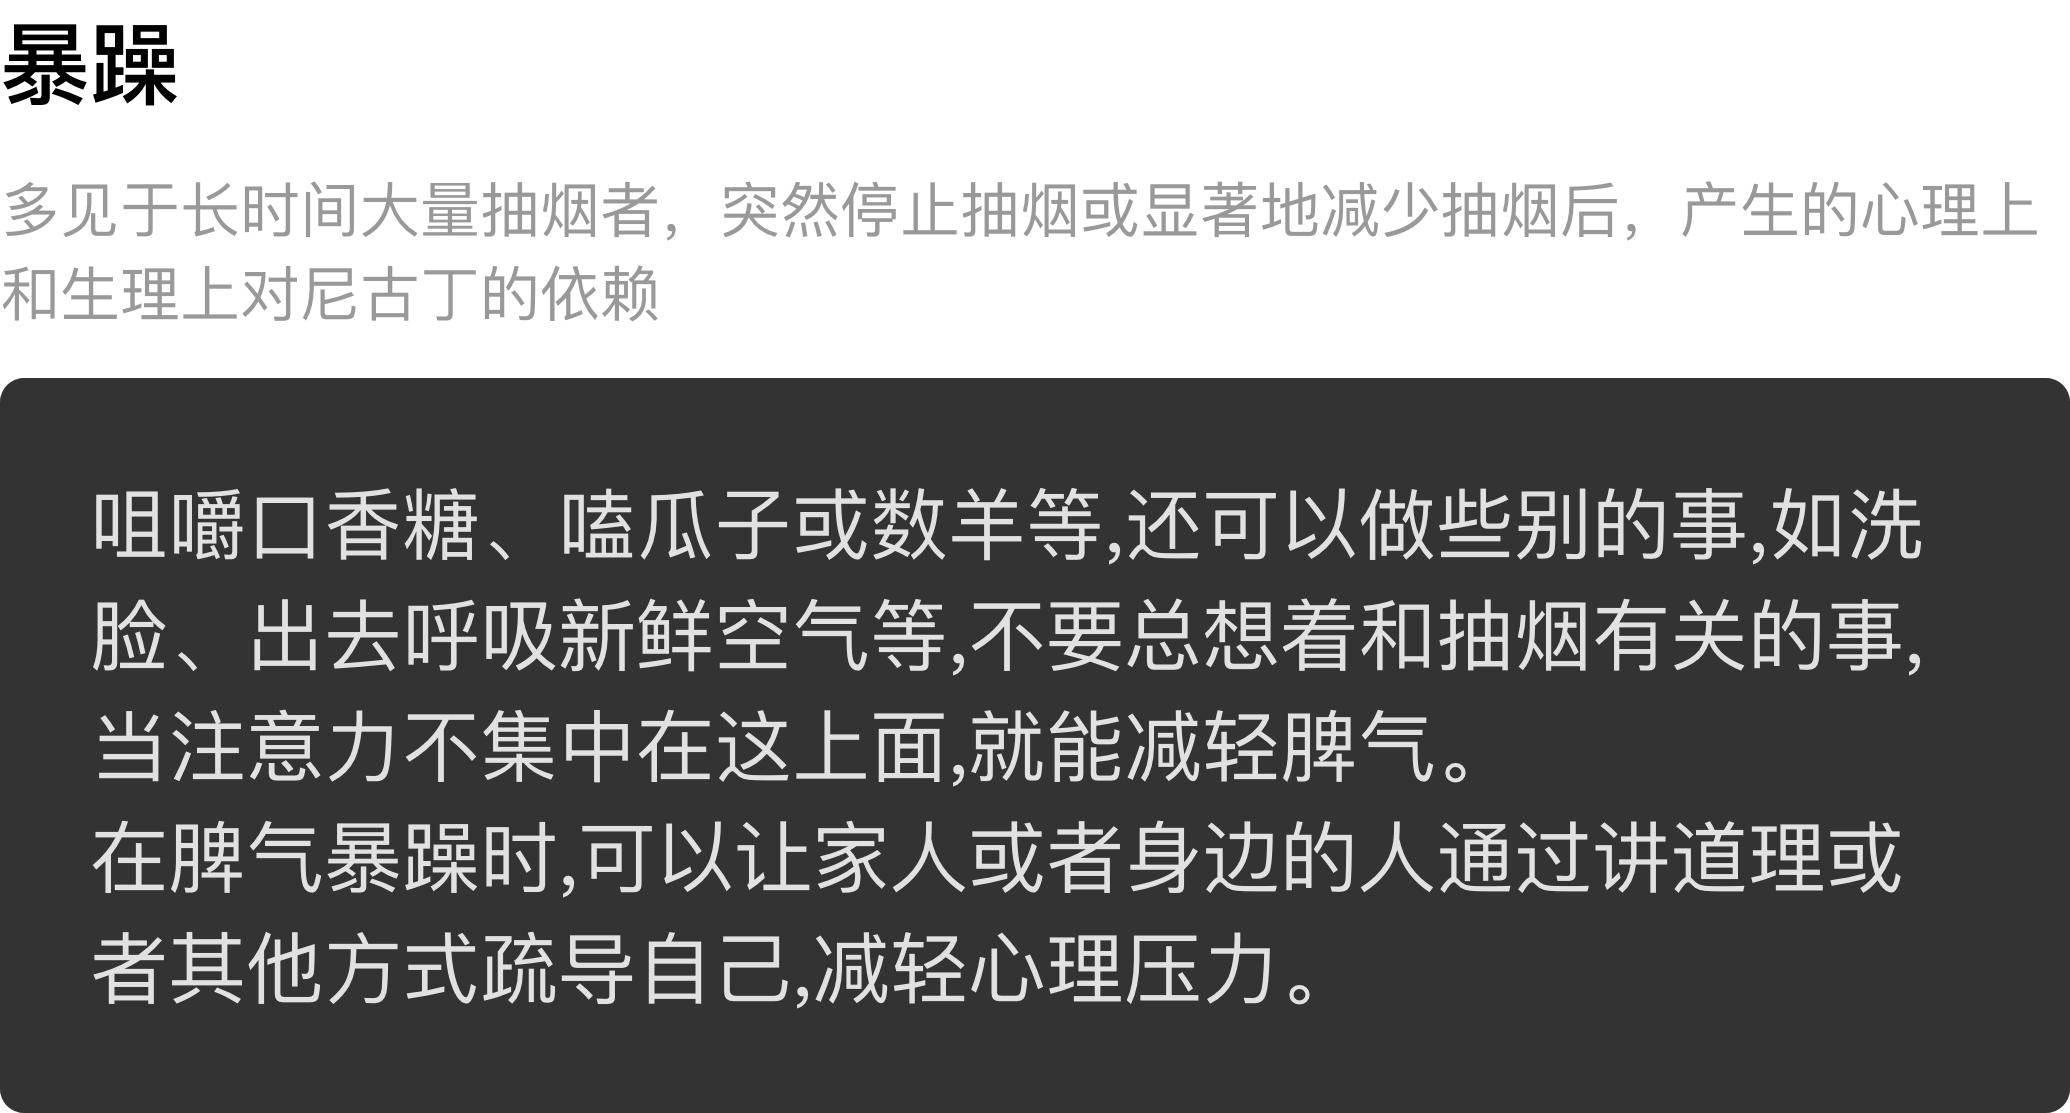 暴躁
多见于长时间大量抽烟者，突然停止抽烟或显著地减少抽烟后，产生的心理上
和生理上对尼古丁的依赖
咀嚼口香糖、嗑瓜子或数羊等,还可以做些别的事,如洗
脸、出去呼吸新鲜空气等,不要总想着和抽烟有关的事,
当注意力不集中在这上面,就能减轻脾气。
在脾气暴躁时,可以让家人或者身边的人通过讲道理或
者其他方式疏导自己,减轻心理压力。